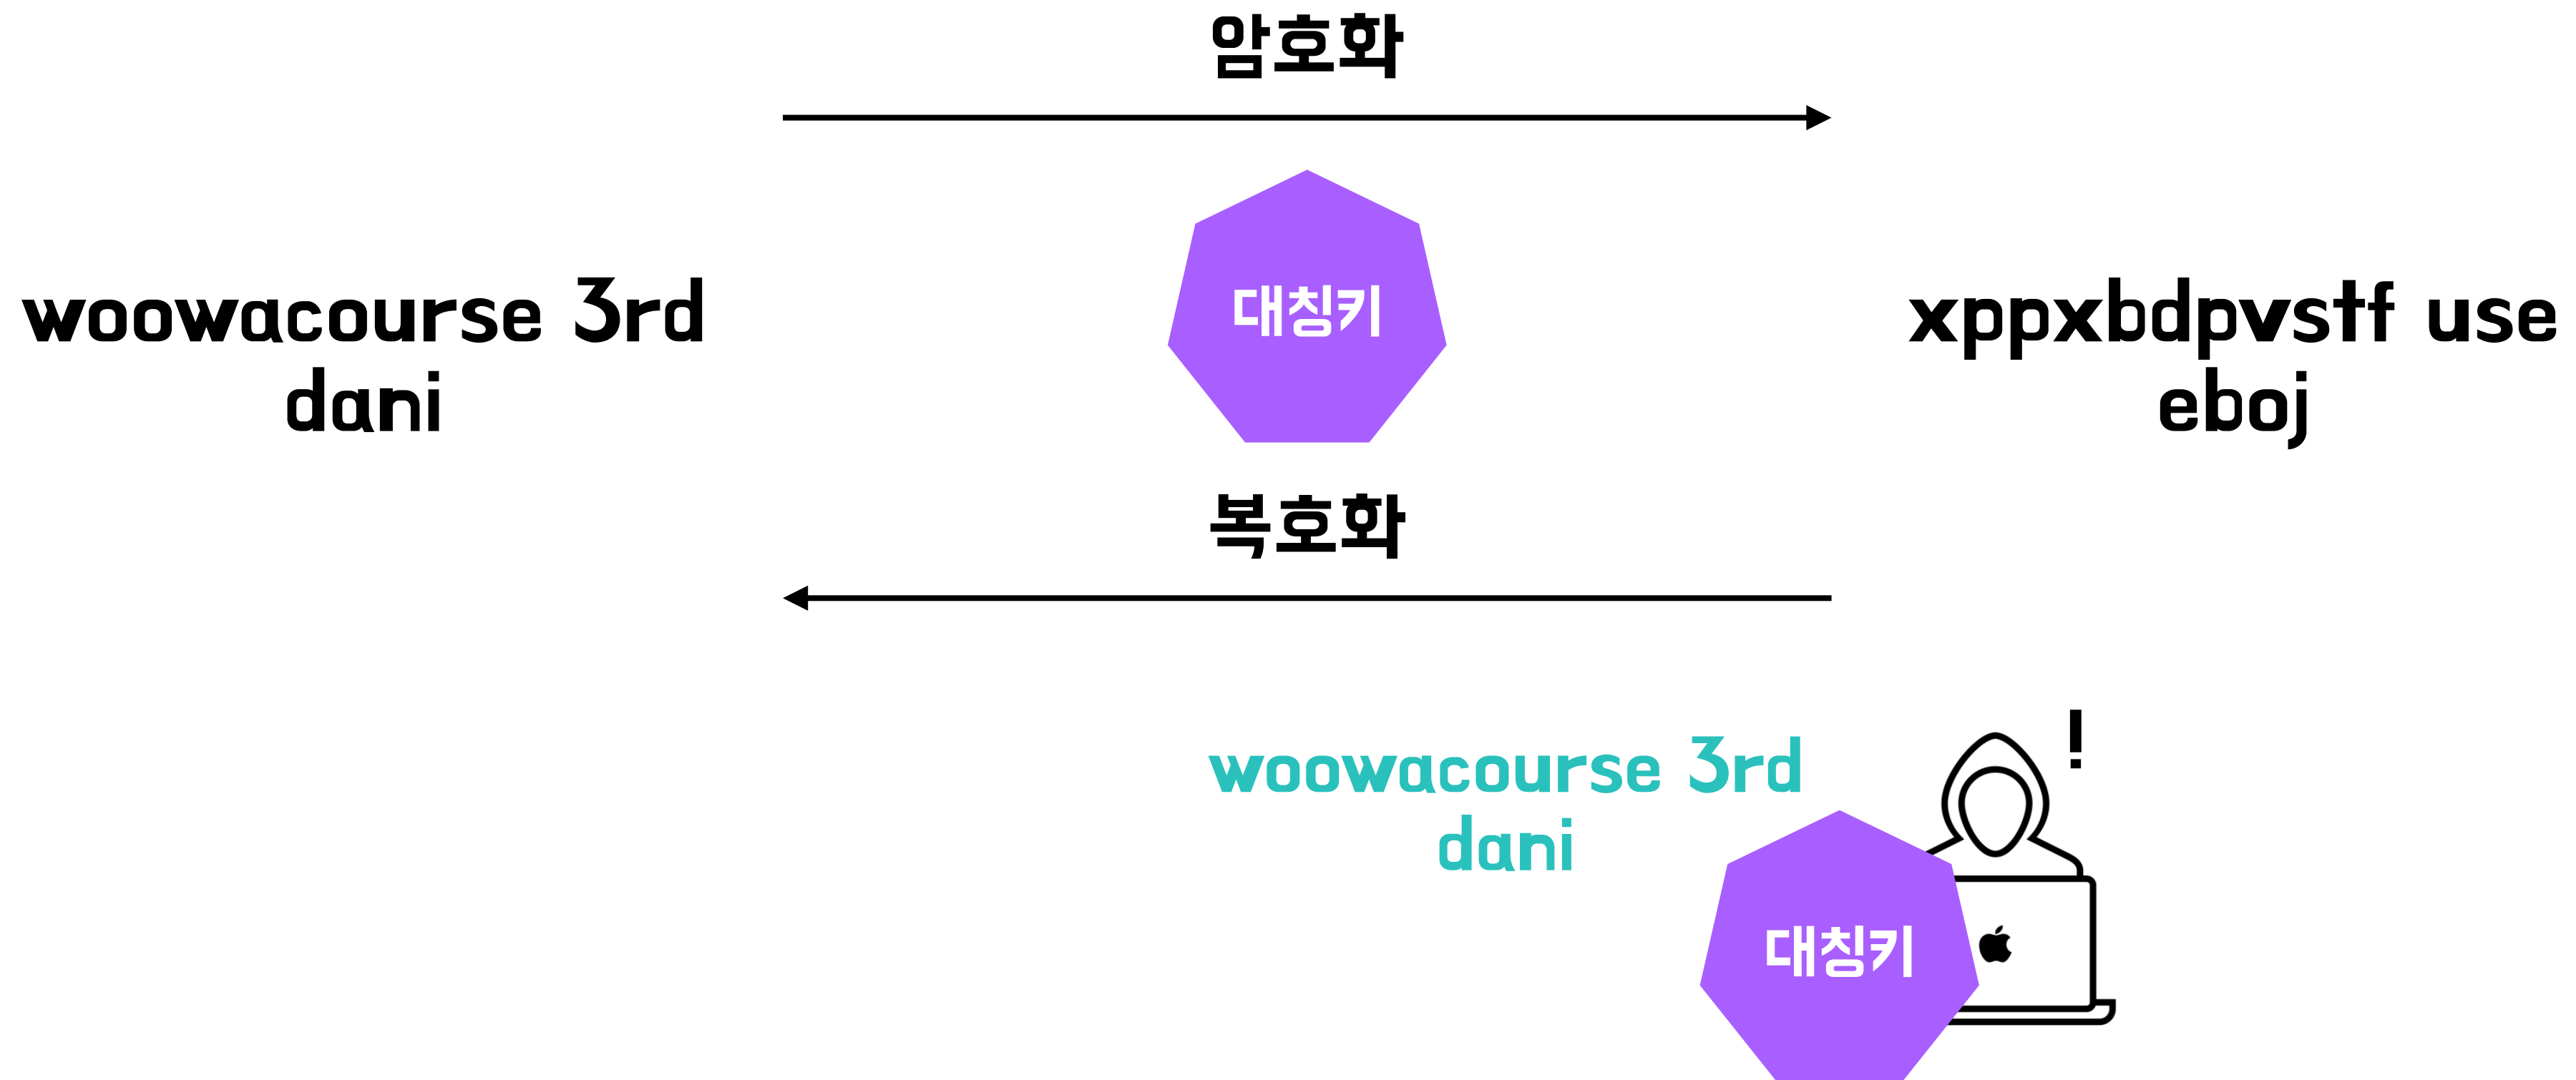 암호화
woowacourse 3rd
dani
대칭키
xppxbdpvstf use
eboj
복호화
!
woowacourse 3rd
dani
대칭키